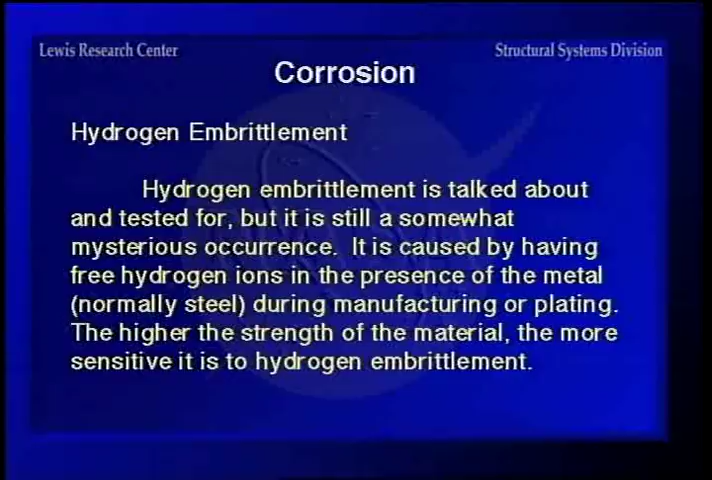 Lewis Research Center
Structural Systems Division
Corrosion
Hydrogen Embrittlement
Hydrogen embrittlement is talked about
and tested for, but it is still a somewhat
mysterious occurrence. It is caused by having
free hydrogen ions in the presence of the metal
(normally steel) during manufacturing or plating.
The higher the strength of the material, the more
sensitive it is to hydrogen embrittlement.